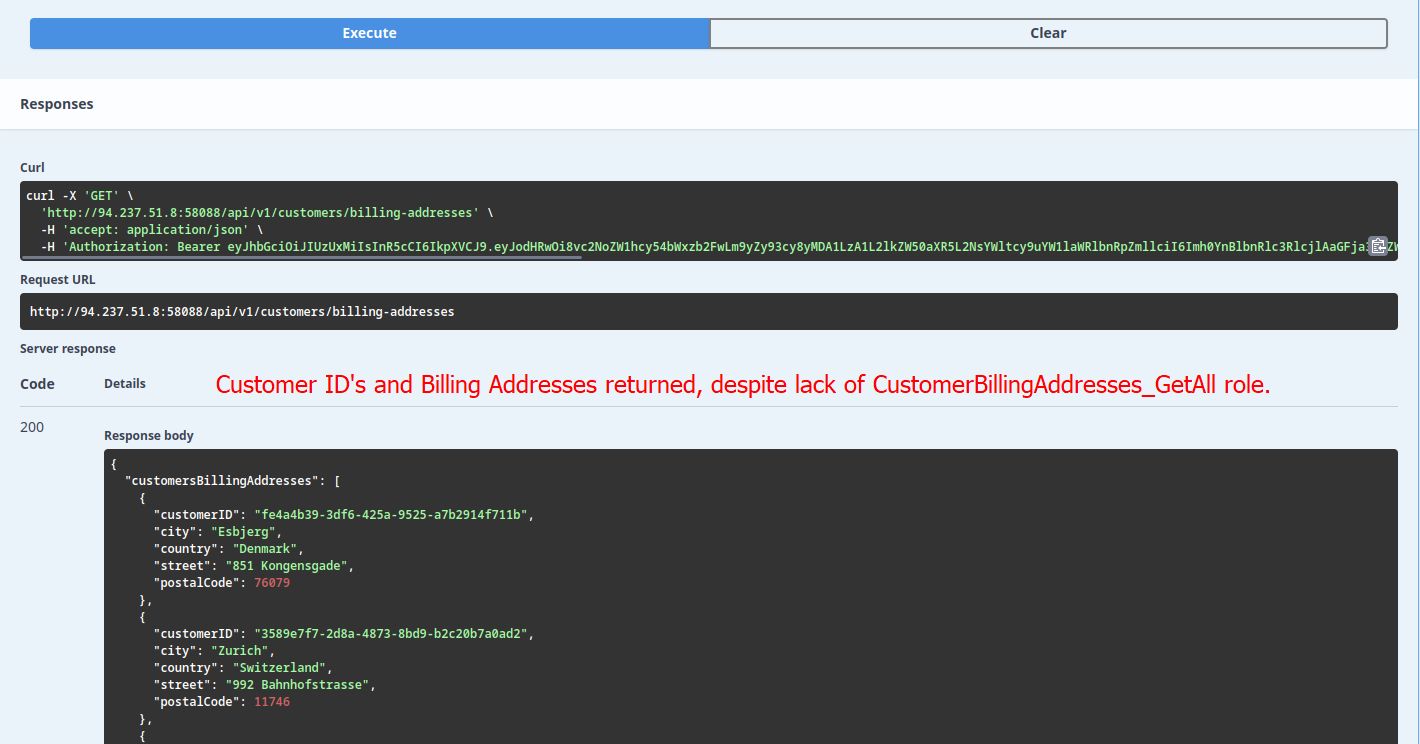 Execute
Clear
Responses
Curl
curl -X 'GET' \
'http://94.237.51.8:58088/api/v1/customers/billing-addresses' \
-H 'accept: application/json' \
-H 'Authorization: Bearer
Request URL
http://94.237.51.8:58088/api/v1/customers/billing-addresses
Server response
Code
Details
Customer ID's and Billing Addresses returned, despite lack of CustomerBillingAddresses_GetAll role.
200
Response body
{
"customersBillingAddresses": [
{
"customerID": "fe4a4b39-3df6-425a-9525-a7b2914f711b",
"city": "Esbjerg",
"country": "Denmark",
"street": "851 Kongensgade",
"postalCode": 76079
},
{
"customerID": "3589e7f7-2d8a-4873-8bd9-b2c20b7a0ad2",
"city": "Zurich",
"country": "Switzerland",
"street": "992 Bahnhofstrasse",
"postalCode": 11746
},
{